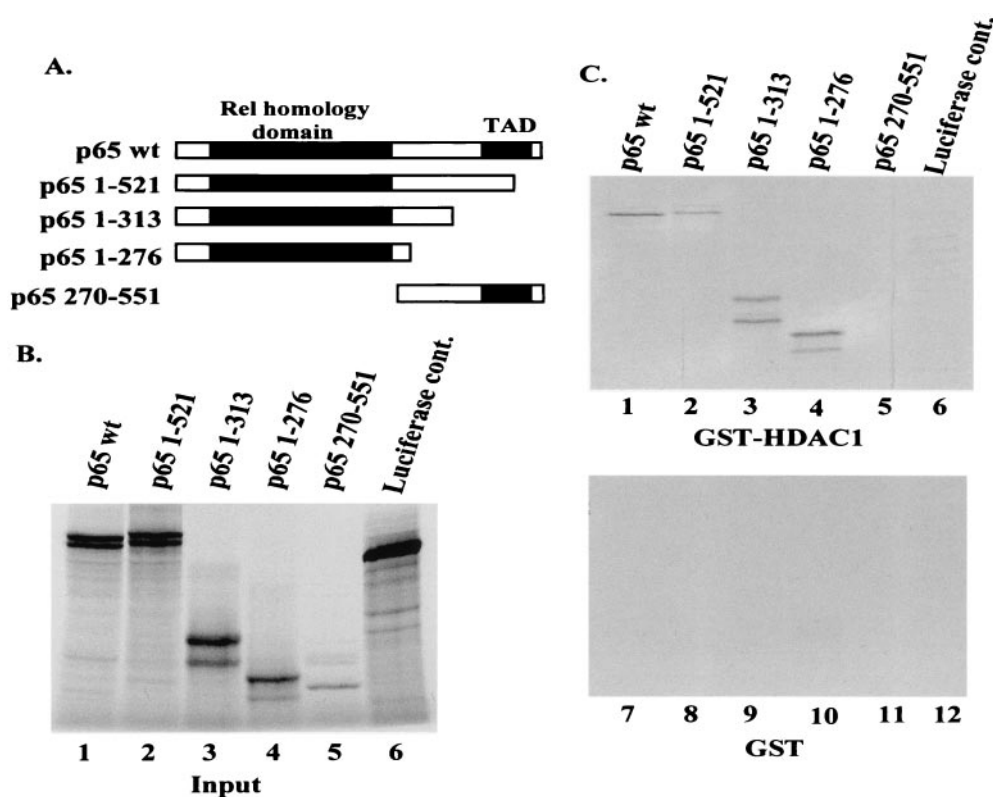 A.
Rel homology
domain
TAD
p65 wt
p65 1-521
p65 1-313
p65 1-276
p65 270-551
B.
p65 wt
p65 1-521
p65 1-313
p65 1-276
p65 270-551
Luciferase cont.
1 2 3 4 5 6
Input
C.
p65 wt
p65 1-521
p65 1-313
p65 1-276
p65 270-551
Luciferase cont.
1 2 3 4 5 6
GST-HDAC1
7 8 9 10 11 12
GST